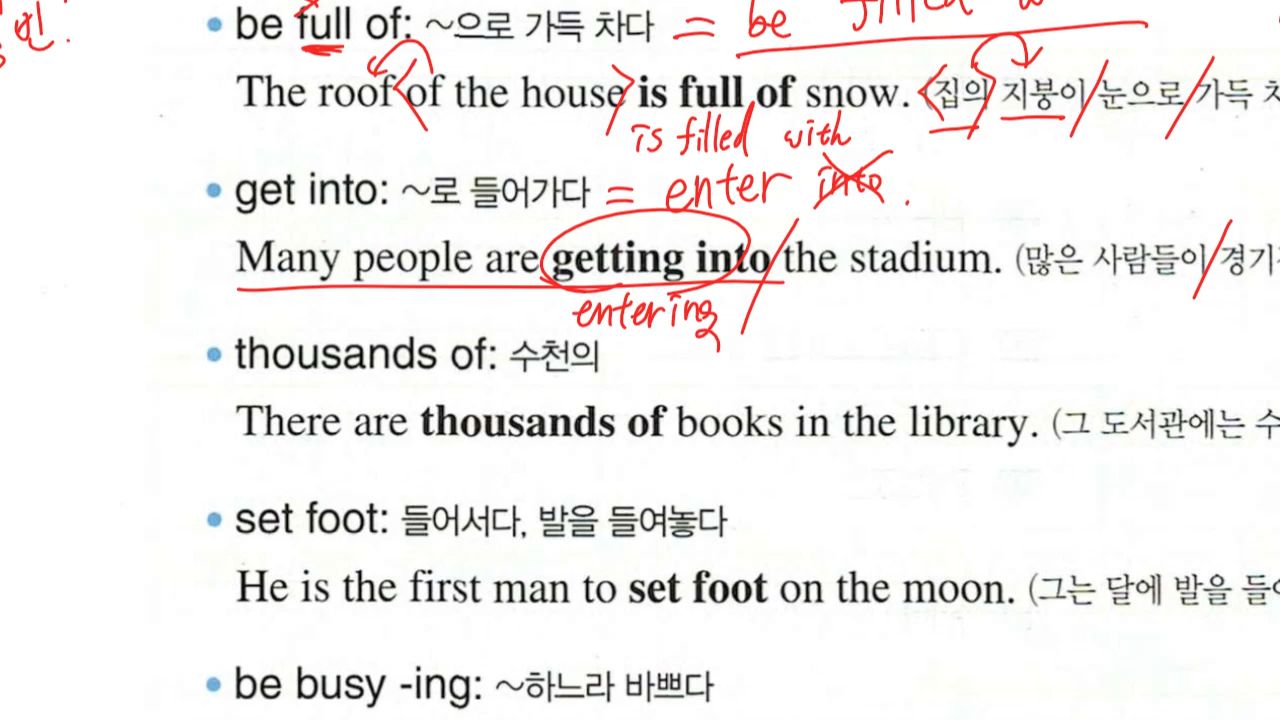 • be full of: ～으로 가득 차다 = be filled
The roof of the house is full of snow. (집의 지붕이 눈으로 가득
is filled with
• get into: ～로 들어가다 = enter into.
Many people are getting into the stadium. (많은 사람들이 경기
entering
• thousands of: 수천의
There are thousands of books in the library. (그 도서관에는 수
• set foot: 들어서다, 발을 들여놓다
He is the first man to set foot on the moon. (그는 달에 발을
• be busy -ing: ～하느라 바쁘다